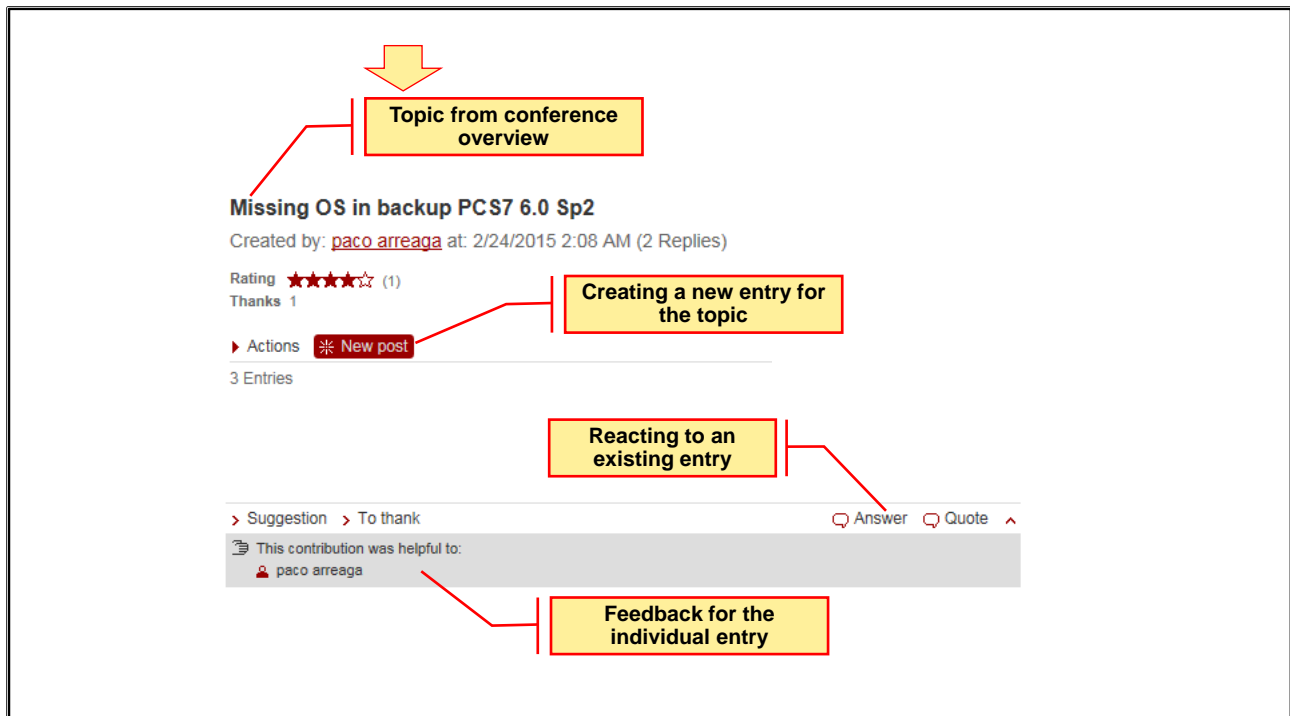 Topic from conference
overview
Missing OS in backup PCS7 6.0 Sp2
Created by: paco arreaga at: 2/24/2015 2:08 AM (2 Replies)
Rating (1)
Thanks 1
Creating a new entry for
the topic
Actions New post
3 Entries
Reacting to an
existing entry
Suggestion To thank Answer Quote
This contribution was helpful to:
paco arreaga
Feedback for the
individual entry